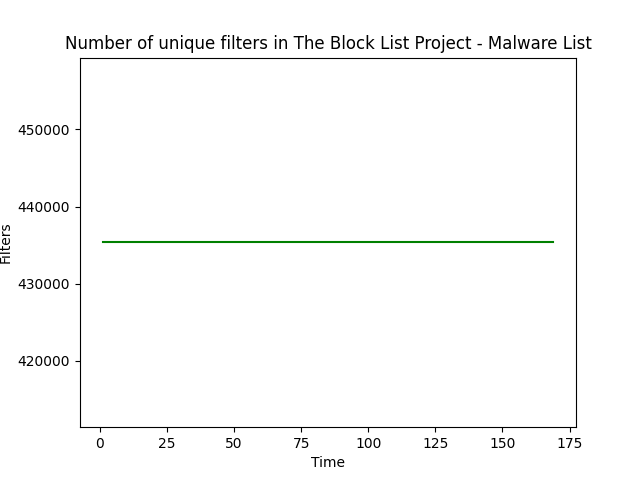 Number of unique filters in The Block List Project - Malware List
450000
440000
430000
420000
Filters
0 25 50 75 100 125 150 175
Time